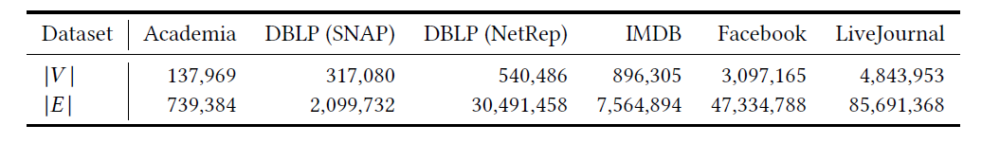 Dataset Academia DBLP (SNAP) DBLP (NetRep) IMDB Facebook LiveJournal
|V| 137,969 317,080 540,486 896,305 3,097,165 4,843,953
|E| 739,384 2,099,732 30,491,458 7,564,894 47,334,788 85,691,368